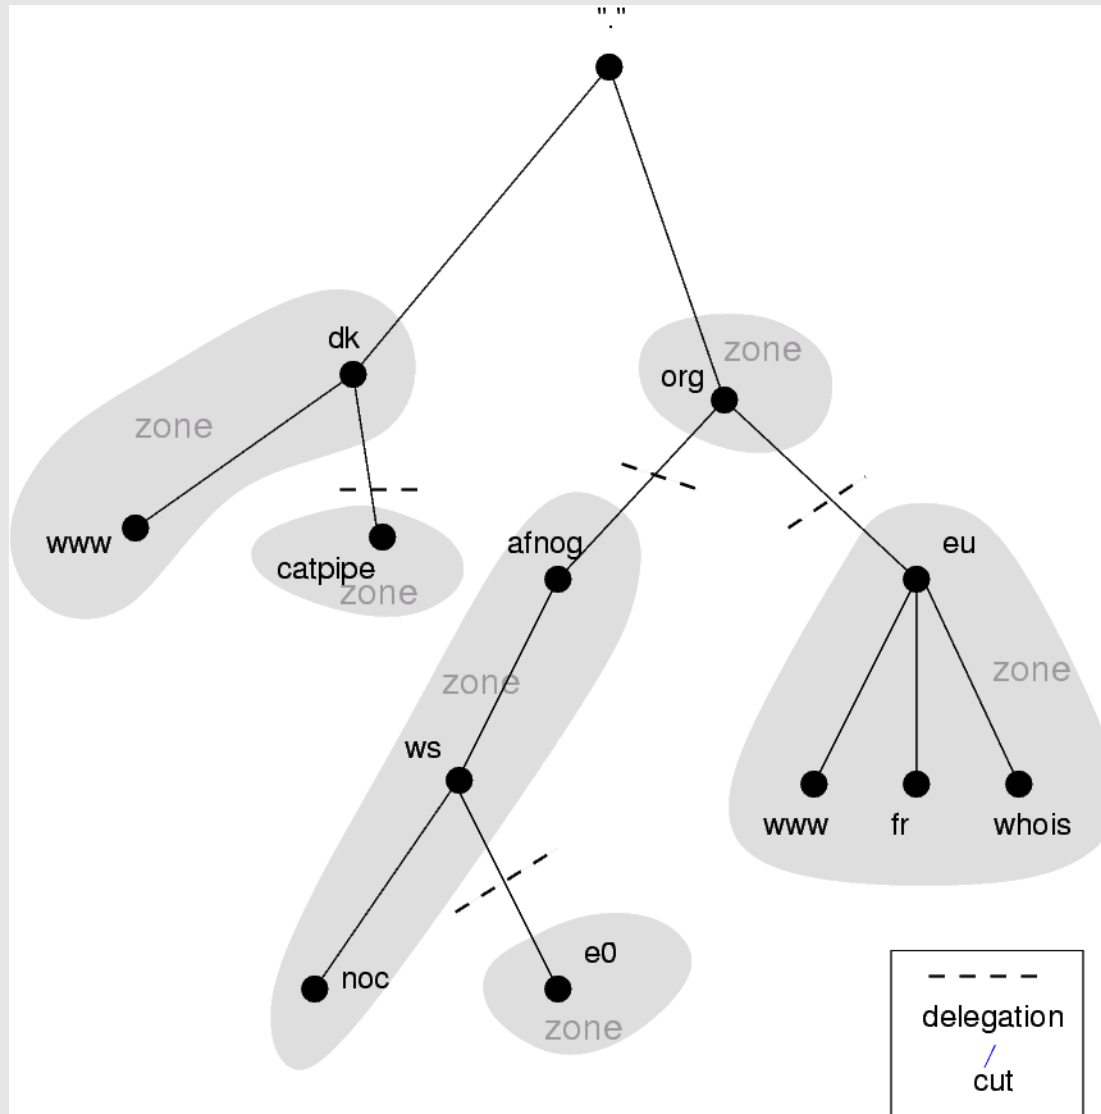 "."
dk
zone
org
zone
www
catpipe
zone
afnog
eu
zone
zone
ws
www
fr
whois
noc
e0
zone
delegation
/
cut